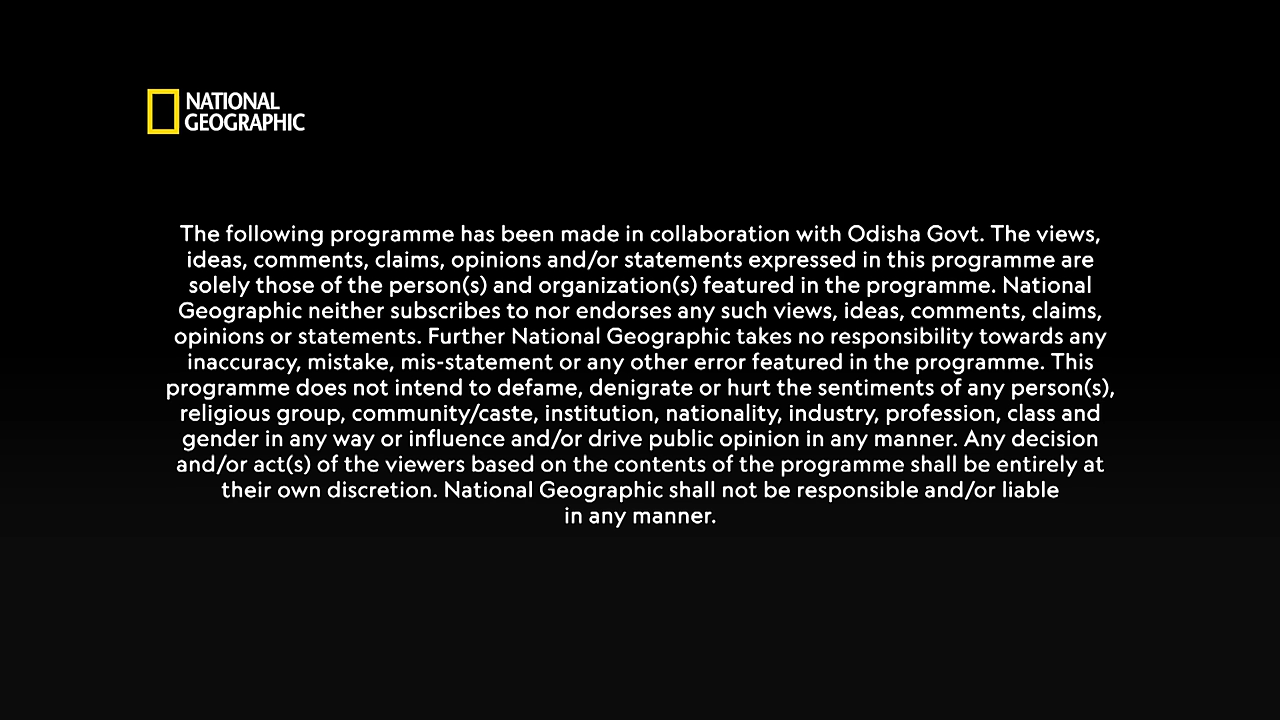 NATIONAL
GEOGRAPHIC
The following programme has been made in collaboration with Odisha Govt. The views,
ideas, comments, claims, opinions and/or statements expressed in this programme are
solely those of the person(s) and organization(s) featured in the programme. National
Geographic neither subscribes to nor endorses any such views, ideas, comments, claims,
opinions or statements. Further National Geographic takes no responsibility towards any
inaccuracy, mistake, mis-statement or any other error featured in the programme. This
programme does not intend to defame, denigrate or hurt the sentiments of any person(s),
religious group, community/caste, institution, nationality, industry, profession, class and
gender in any way or influence and/or drive public opinion in any manner. Any decision
and/or act(s) of the viewers based on the contents of the programme shall be entirely at
their own discretion. National Geographic shall not be responsible and/or liable
in any manner.